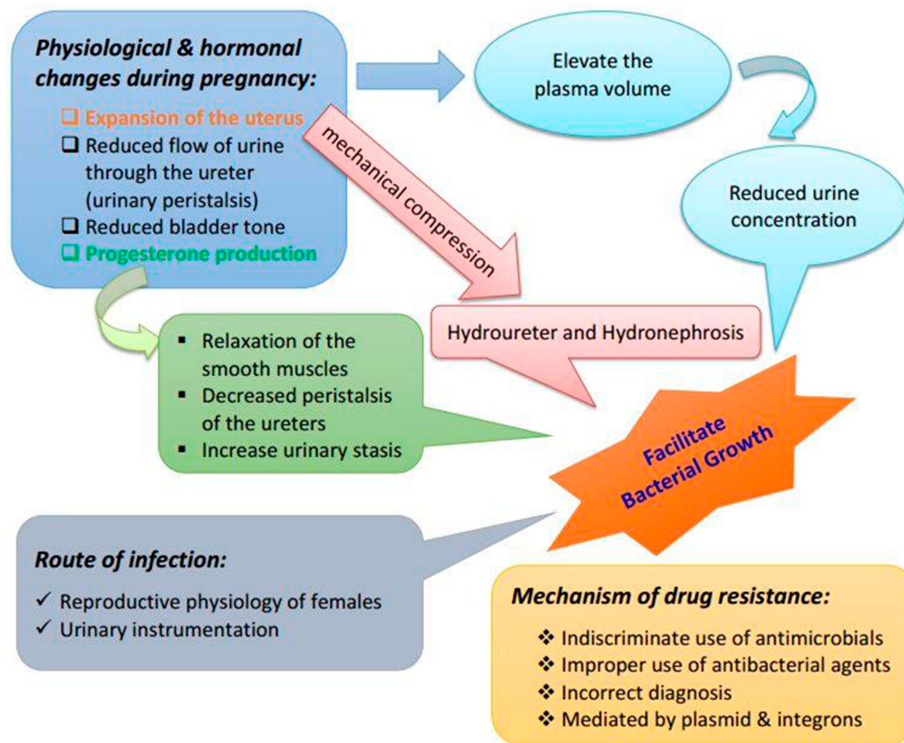 Physiological & hormonal
changes during pregnancy:
❑ Expansion of the uterus
❑ Reduced flow of urine
through the ureter
(urinary peristalsis)
❑ Reduced bladder tone
❑ Progesterone production
Elevate the
plasma volume
mechanical compression
Reduced urine
concentration
Hydroureter and Hydronephrosis
▪ Relaxation of the
smooth muscles
▪ Decreased peristalsis
of the ureters
▪ Increase urinary stasis
Facilitate
Bacterial Growth
Route of infection:
✓ Reproductive physiology of females
✓ Urinary instrumentation
Mechanism of drug resistance:
❖ Indiscriminate use of antimicrobials
❖ Improper use of antibacterial agents
❖ Incorrect diagnosis
❖ Mediated by plasmid & integrons